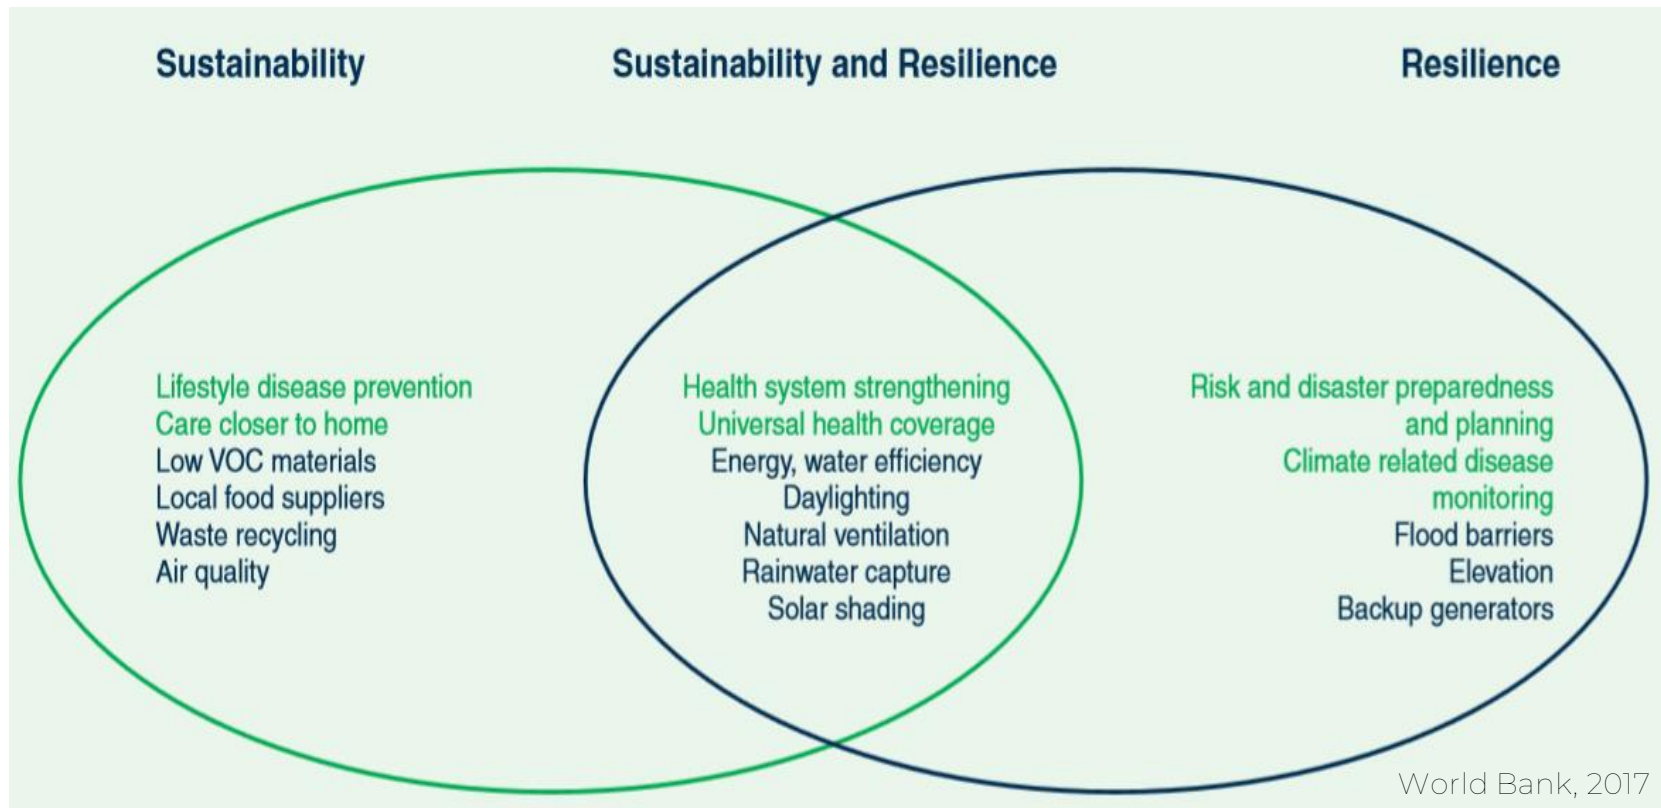 Sustainability
Sustainability and Resilience
Resilience
Lifestyle disease prevention
Care closer to home
Low VOC materials
Local food suppliers
Waste recycling
Air quality
Health system strengthening
Universal health coverage
Energy, water efficiency
Daylighting
Natural ventilation
Rainwater capture
Solar shading
Risk and disaster preparedness
and planning
Climate related disease
monitoring
Flood barriers
Elevation
Backup generators
World Bank, 2017